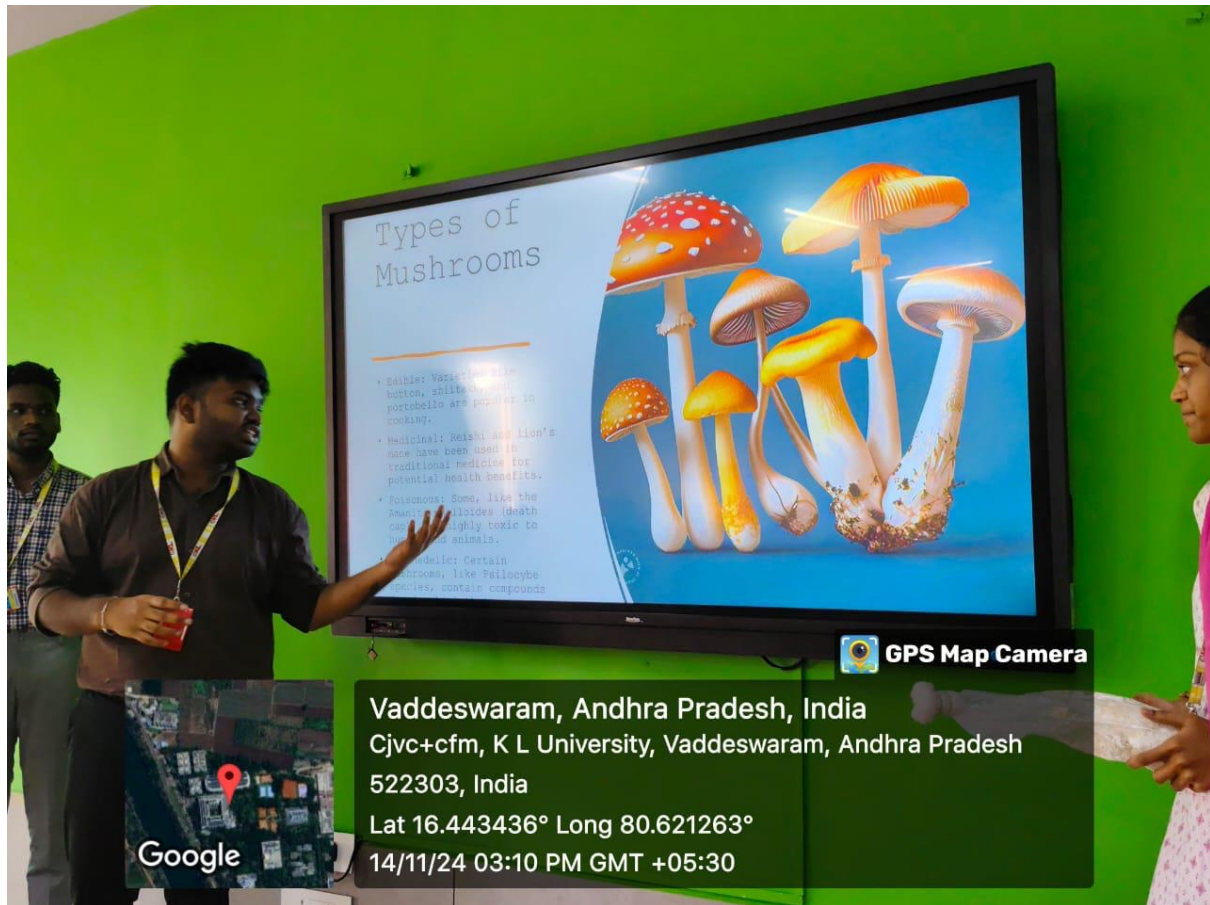 Types of
Mushrooms
• Edible: Varieties like
button, shiitake, and
portobello are popular in
cooking.
• Medicinal: Reishi and lion's
mane have been used in
traditional medicine for
potential health benefits.
• Poisonous: Some, like the
Amanita phalloides (death
highly toxic to
and animals.
Certain
mushrooms, like Psilocybe
species, contain compounds
GPS Map Camera
Vaddeswaram, Andhra Pradesh, India
Cjvc+cfm, K L University, Vaddeswaram, Andhra Pradesh
522303, India
Lat 16.443436° Long 80.621263°
14/11/24 03:10 PM GMT +05:30
Google